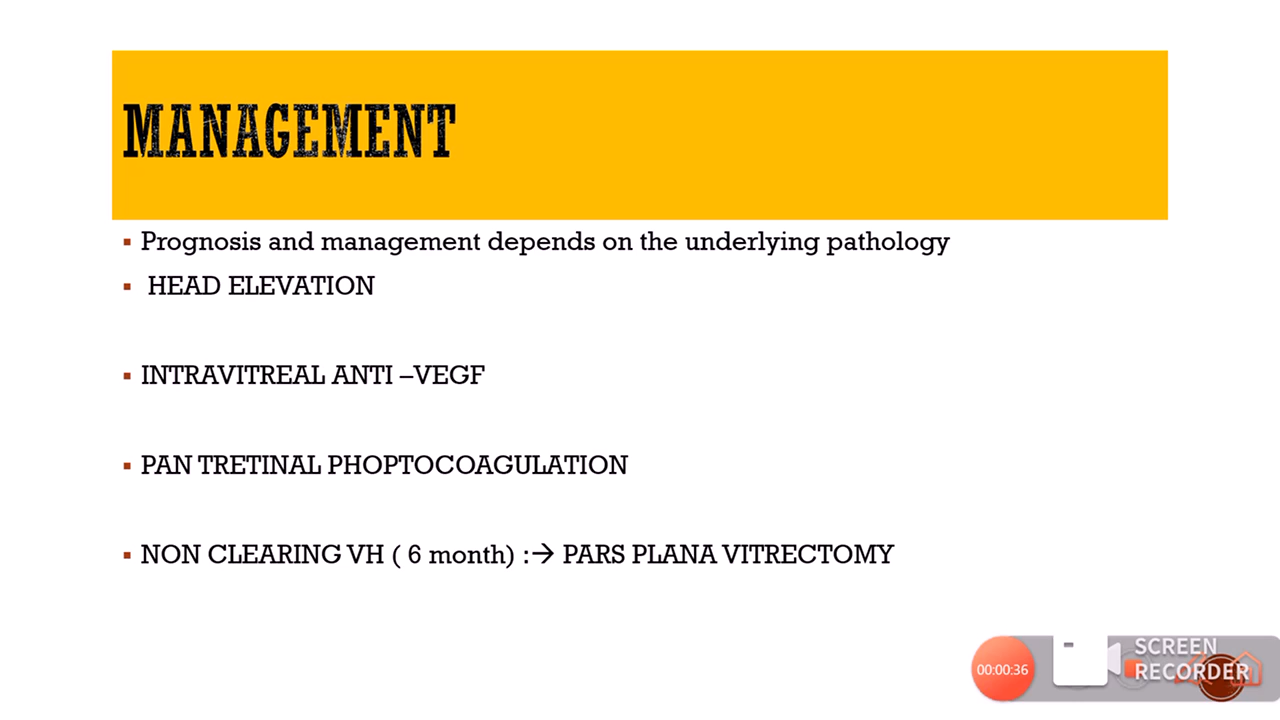 MANAGEMENT
▪ Prognosis and management depends on the underlying pathology
▪ HEAD ELEVATION
▪ INTRAVITREAL ANTI –VEGF
▪ PAN TRETINAL PHOPTOCOAGULATION
▪ NON CLEARING VH ( 6 month) :→ PARS PLANA VITRECTOMY
00:00:36
SCREEN
RECORDER